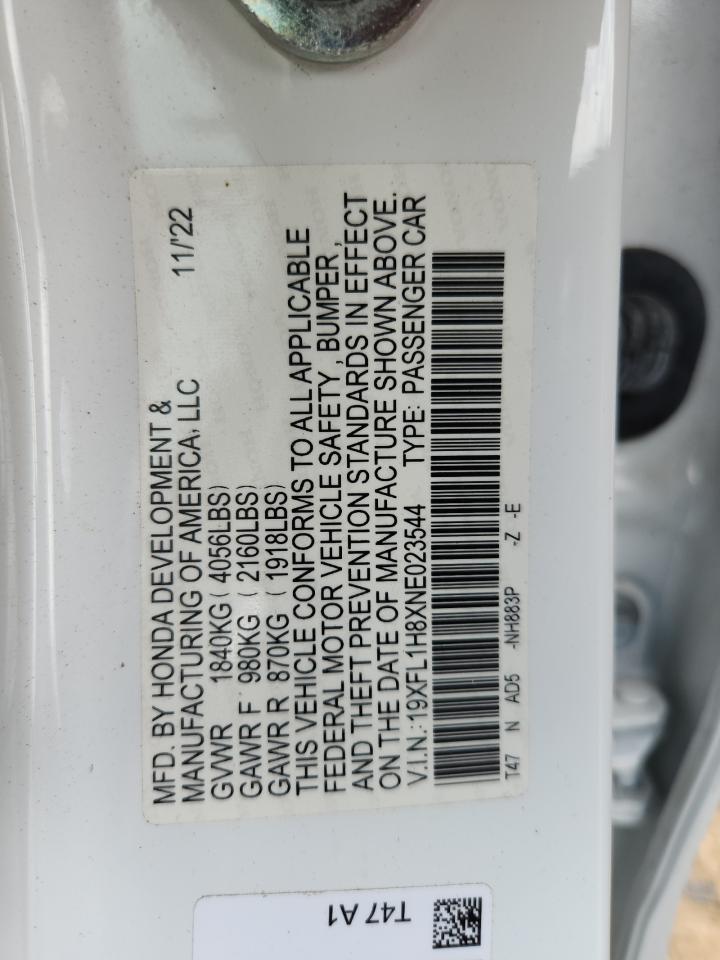 MFD. BY HONDA DEVELOPMENT &
MANUFACTURING OF AMERICA, LLC 11/'22
GVWR 1840KG ( 4056LBS)
GAWR F 980KG ( 2160LBS)
GAWR R 870KG ( 1918LBS)
THIS VEHICLE CONFORMS TO ALL APPLICABLE
FEDERAL MOTOR VEHICLE SAFETY, BUMPER,
AND THEFT PREVENTION STANDARDS IN EFFECT
ON THE DATE OF MANUFACTURE SHOWN ABOVE.
V.I.N.: 19XFL1H8XNE023544 TYPE: PASSENGER CAR
T47 N AD5 -NH883P -Z -E
T47 A1